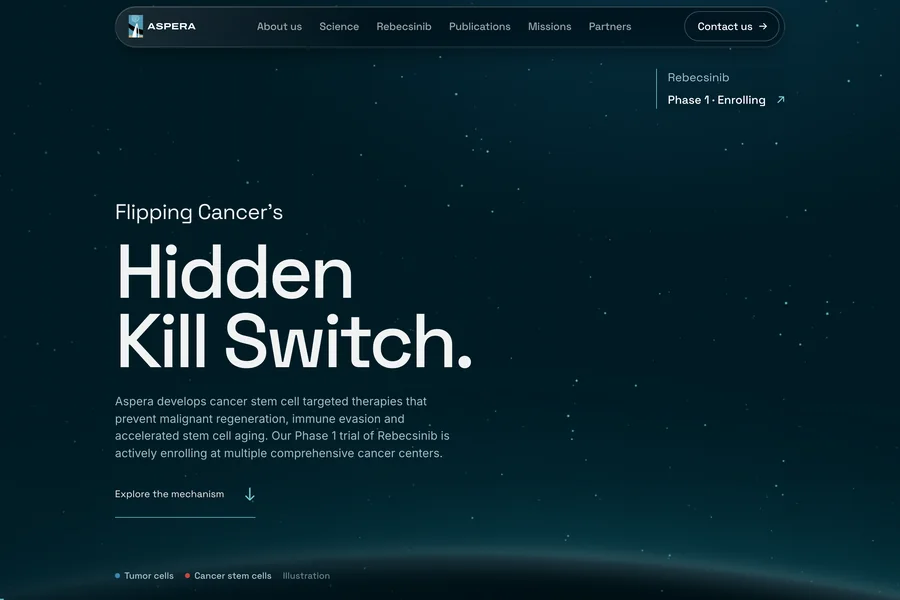 ASPERA
About us
Science
Rebecsinib
Publications
Missions
Partners
Contact us →
Rebecsinib
Phase 1 · Enrolling ↗
Flipping Cancer's
Hidden
Kill Switch.
Aspera develops cancer stem cell targeted therapies that
prevent malignant regeneration, immune evasion and
accelerated stem cell aging. Our Phase 1 trial of Rebecsinib is
actively enrolling at multiple comprehensive cancer centers.
Explore the mechanism ↓
Tumor cells
Cancer stem cells
Illustration